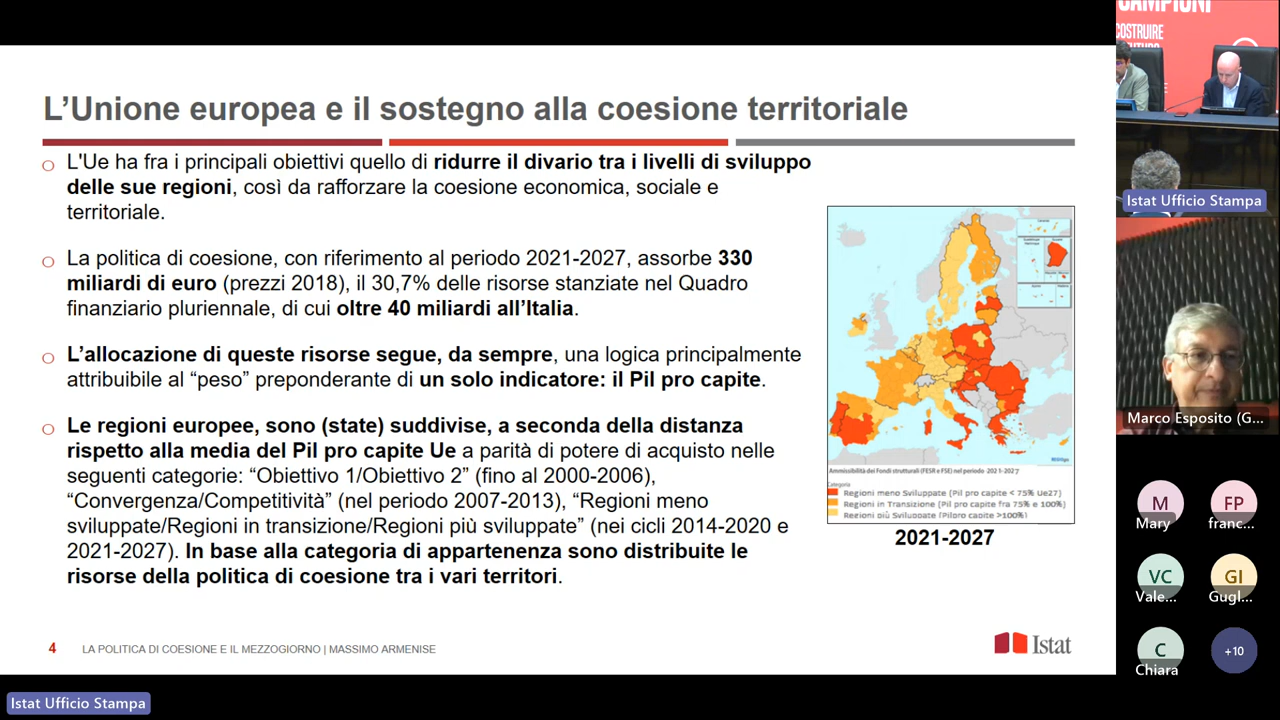 L'Unione europea e il sostegno alla coesione territoriale
L'Ue ha fra i principali obiettivi quello di ridurre il divario tra i livelli di sviluppo
delle sue regioni, così da rafforzare la coesione economica, sociale e
territoriale.
La politica di coesione, con riferimento al periodo 2021-2027, assorbe 330
miliardi di euro (prezzi 2018), il 30,7% delle risorse stanziate nel Quadro
finanziario pluriennale, di cui oltre 40 miliardi all'Italia.
L'allocazione di queste risorse segue, da sempre, una logica principalmente
attribuibile al “peso” preponderante di un solo indicatore: il Pil pro capite.
Le regioni europee, sono (state) suddivise, a seconda della distanza
rispetto alla media del Pil pro capite Ue a parità di potere di acquisto nelle
seguenti categorie: “Obiettivo 1/Obiettivo 2” (fino al 2000-2006),
“Convergenza/Competitività” (nel periodo 2007-2013), “Regioni meno
sviluppate/Regioni in transizione/Regioni più sviluppate” (nei cicli 2014-2020 e
2021-2027). In base alla categoria di appartenenza sono distribuite le
risorse della politica di coesione tra i vari territori.
Ammissibilità dei Fondi strutturali (FESR e FSE) nel periodo 2021-2027
Categoria
Regioni meno Sviluppate (Pil pro capite < 75% Ue27)
Regioni in Transizione (Pil pro capite fra 75% e 100%)
Regioni più Sviluppate (Pilpro capite >100%)
2021-2027
4 LA POLITICA DI COESIONE E IL MEZZOGIORNO | MASSIMO ARMENISE
Istat
Istat Ufficio Stampa
CAMPIONI
COSTRUIRE
Istat Ufficio Stampa
Marco Esposito (G...
M
Mary
FP
franc...
VC
Vale...
GI
Gugl...
C
Chiara
+10